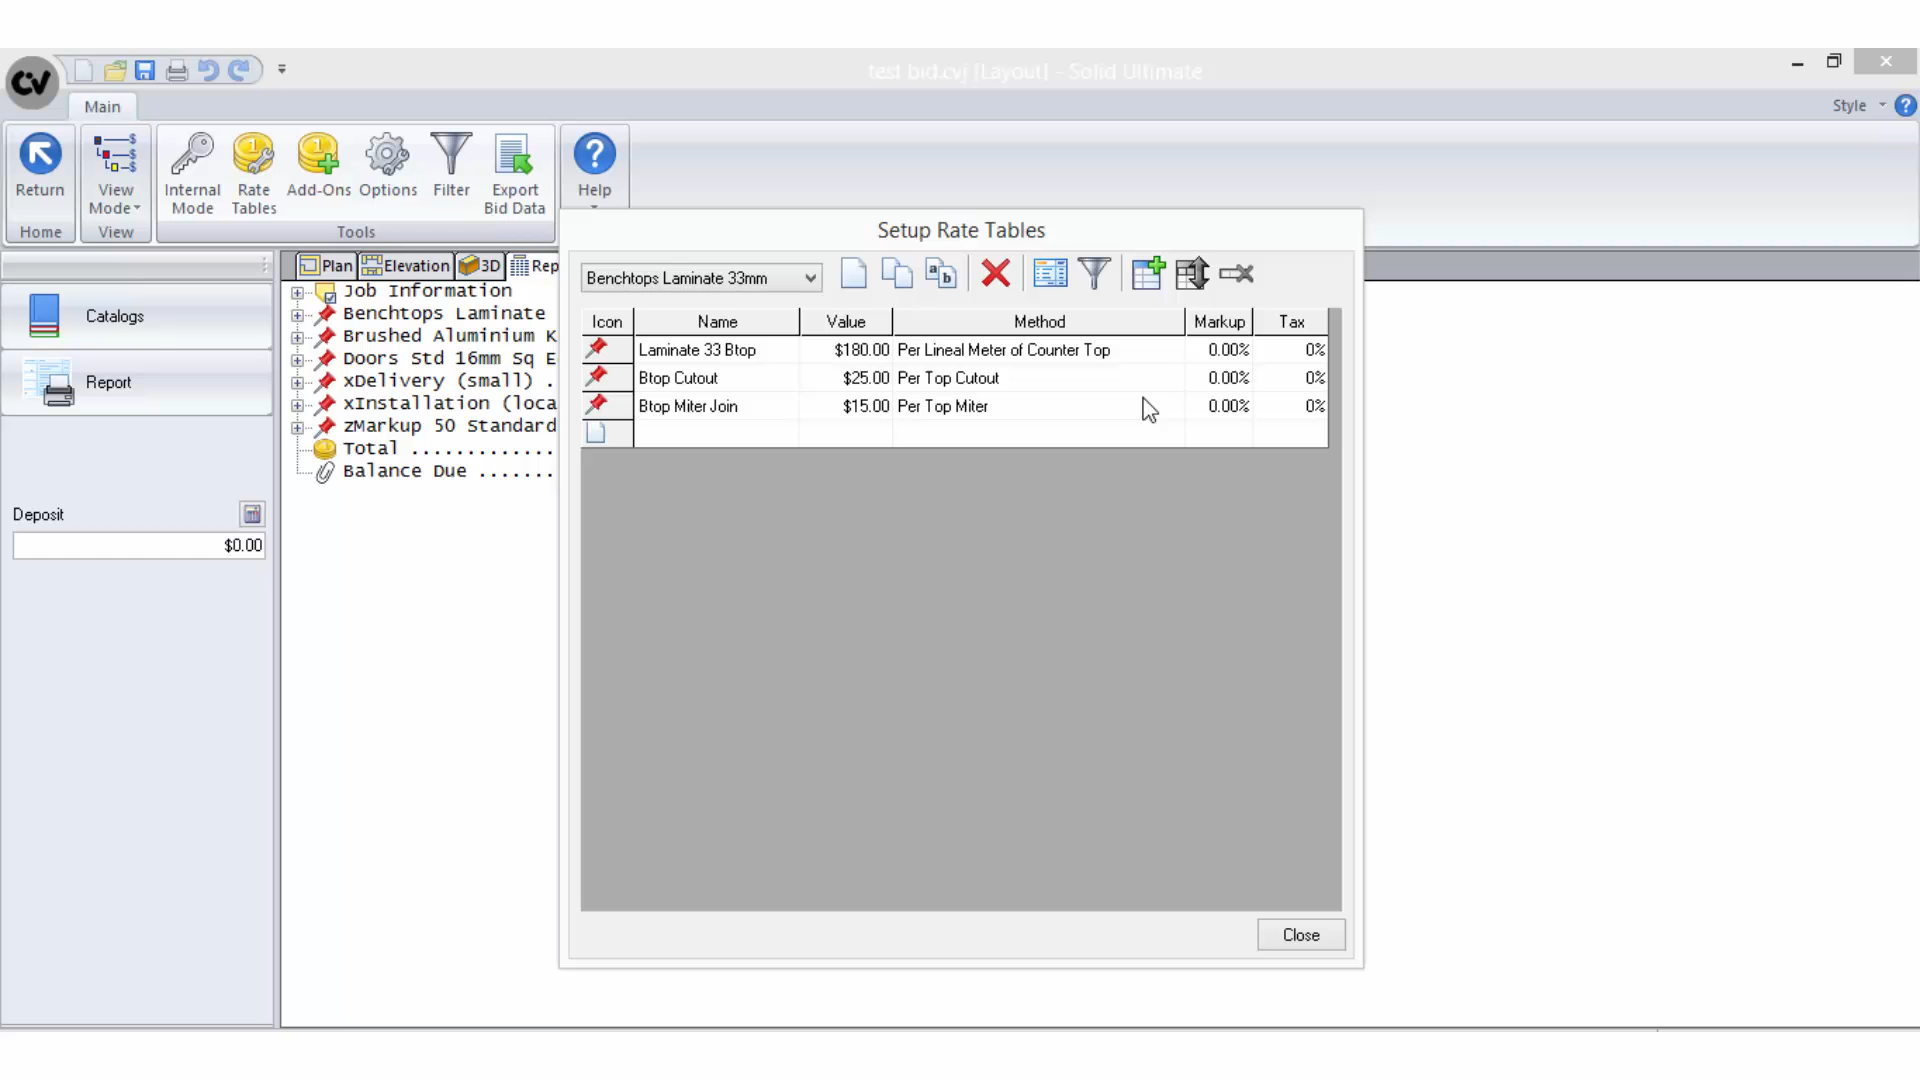 CV
test bid.cvj [Layout] - Solid Ultimate
Main
Style
Return
View Mode
Internal Mode
Rate Tables
Add-Ons
Options
Filter
Export Bid Data
Help
Home
View
Tools
Setup Rate Tables
Plan
Elevation
3D
Rep
Benchtops Laminate 33mm
Catalogs
Report
Deposit
$0.00
Job Information
Benchtops Laminate
Brushed Aluminium K
Doors Std 16mm Sq E
xDelivery (small) .
xInstallation (loca
zMarkup 50 Standard
Total .............
Balance Due .......
Icon Name Value Method Markup Tax
Laminate 33 Btop $180.00 Per Lineal Meter of Counter Top 0.00% 0%
Btop Cutout $25.00 Per Top Cutout 0.00% 0%
Btop Miter Join $15.00 Per Top Miter 0.00% 0%
Close